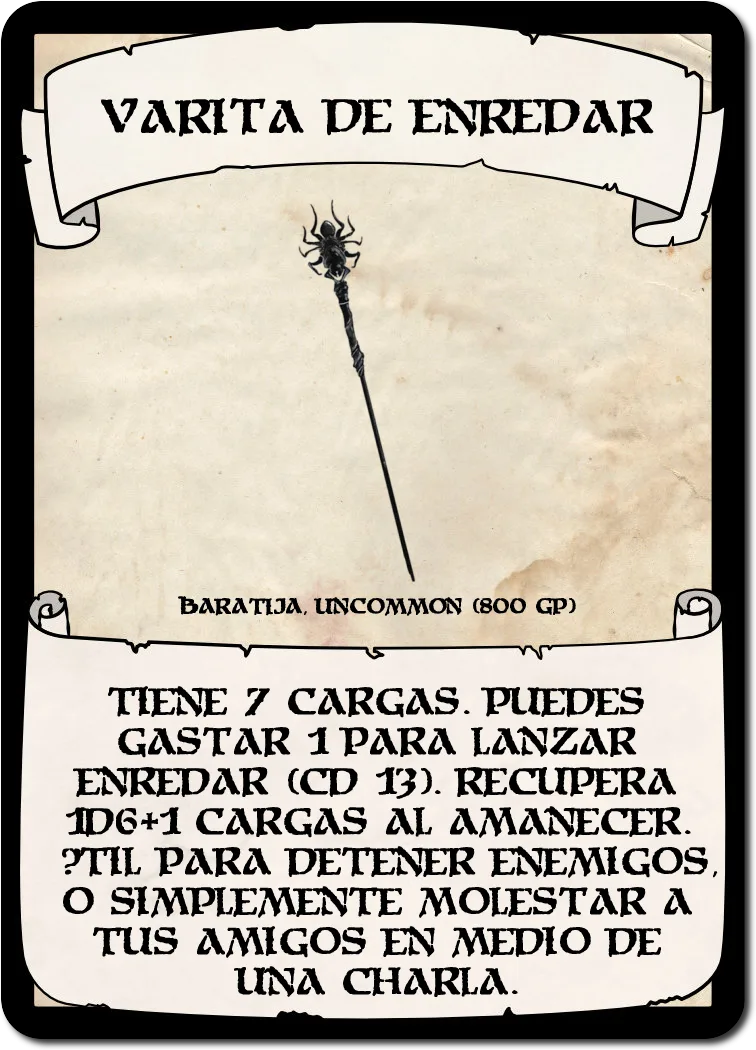 VARITA DE ENREDAR
BARATIJA, UNCOMMON (800 GP)
TIENE 7 CARGAS. PUEDES
GASTAR 1 PARA LANZAR
ENREDAR (CD 13). RECUPERA
1D6+1 CARGAS AL AMANECER.
?TIL PARA DETENER ENEMIGOS,
O SIMPLEMENTE MOLESTAR A
TUS AMIGOS EN MEDIO DE
UNA CHARLA.